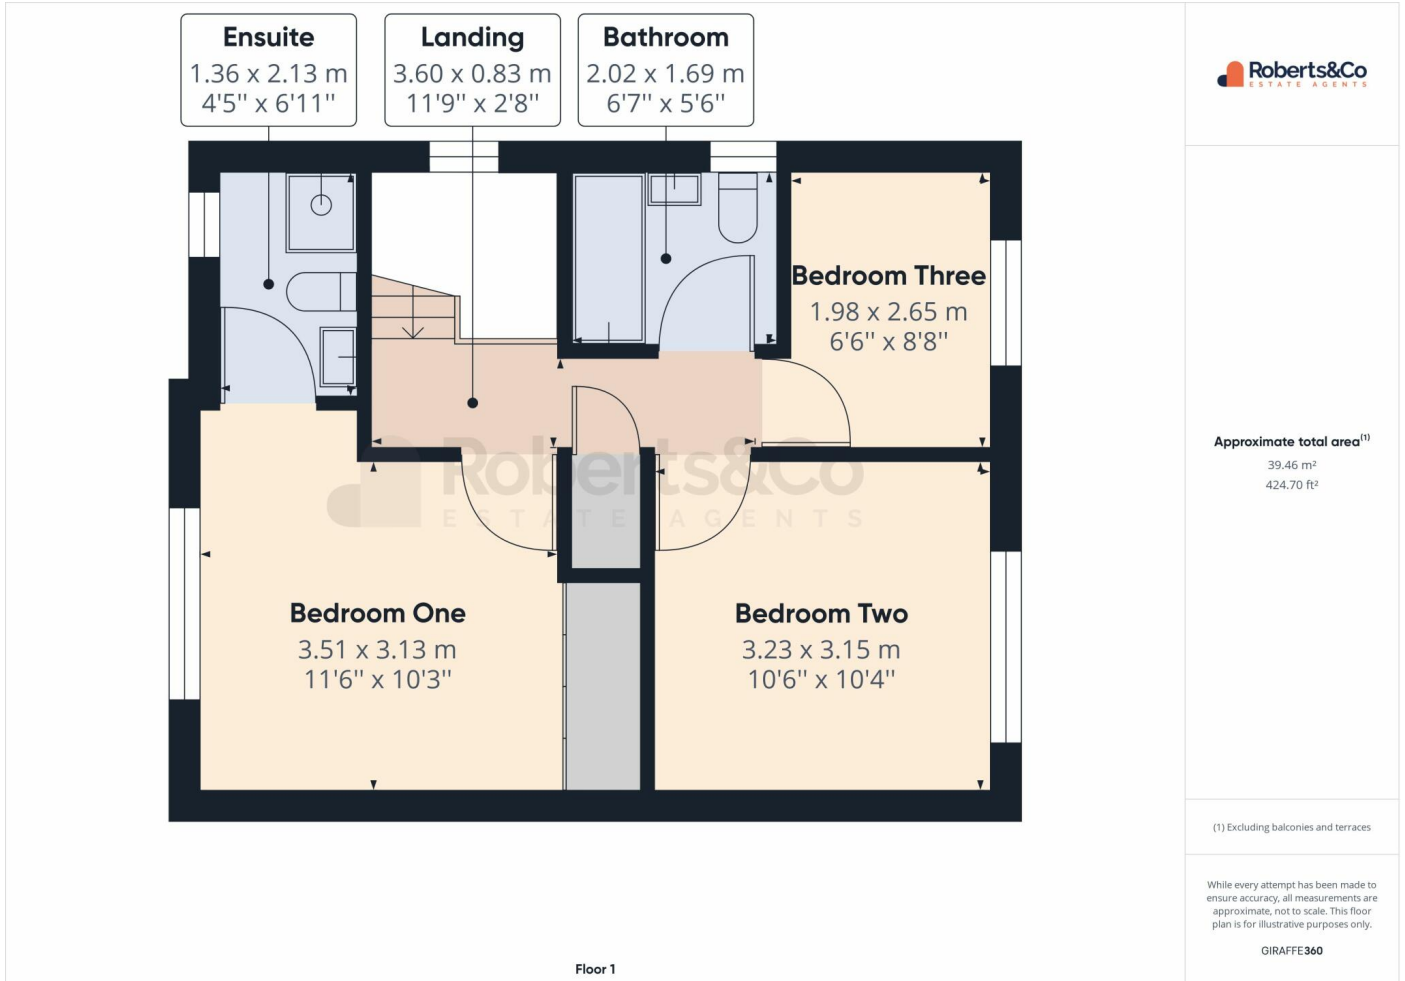 Ensuite
1.36 x 2.13 m
4'5'' x 6'11''
Landing
3.60 x 0.83 m
11'9'' x 2'8''
Bathroom
2.02 x 1.69 m
6'7'' x 5'6''
Bedroom Three
1.98 x 2.65 m
6'6'' x 8'8''
Roberts&Co
ESTATE AGENTS
Bedroom One
3.51 x 3.13 m
11'6'' x 10'3''
Bedroom Two
3.23 x 3.15 m
10'6'' x 10'4''
Floor 1
Roberts&Co
ESTATE AGENTS
Approximate total area(1)
39.46 m²
424.70 ft²
(1) Excluding balconies and terraces
While every attempt has been made to
ensure accuracy, all measurements are
approximate, not to scale. This floor
plan is for illustrative purposes only.
GIRAFFE360